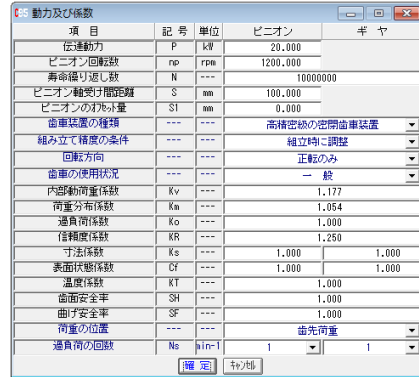 動力及び係数
項　目 記 号 単位 ピニオン ギ ヤ
伝達動力 P kW 20.000
ピニオン回転数 np rpm 1200.000
寿命繰り返し数 N --- 10000000
ピニオン軸受け間距離 S mm 100.000
ピニオンのオフセット量 S1 mm 0.000
歯車装置の種類 --- --- 高精密級の密閉歯車装置
組み立て精度の条件 --- --- 組立時に調整
回転方向 --- --- 正転のみ
歯車の使用状況 --- --- 一　般
内部動荷重係数 Kv --- 1.177
荷重分布係数 Km --- 1.054
過負荷係数 Ko --- 1.000
信頼度係数 KR --- 1.250
寸法係数 Ks --- 1.000 1.000
表面状態係数 Cf --- 1.000 1.000
温度係数 KT --- 1.000
歯面安全率 SH --- 1.000
曲げ安全率 SF --- 1.000
荷重の位置 --- --- 歯先荷重
過負荷の回数 Ns min-1 1 1
確 定 キャンセル